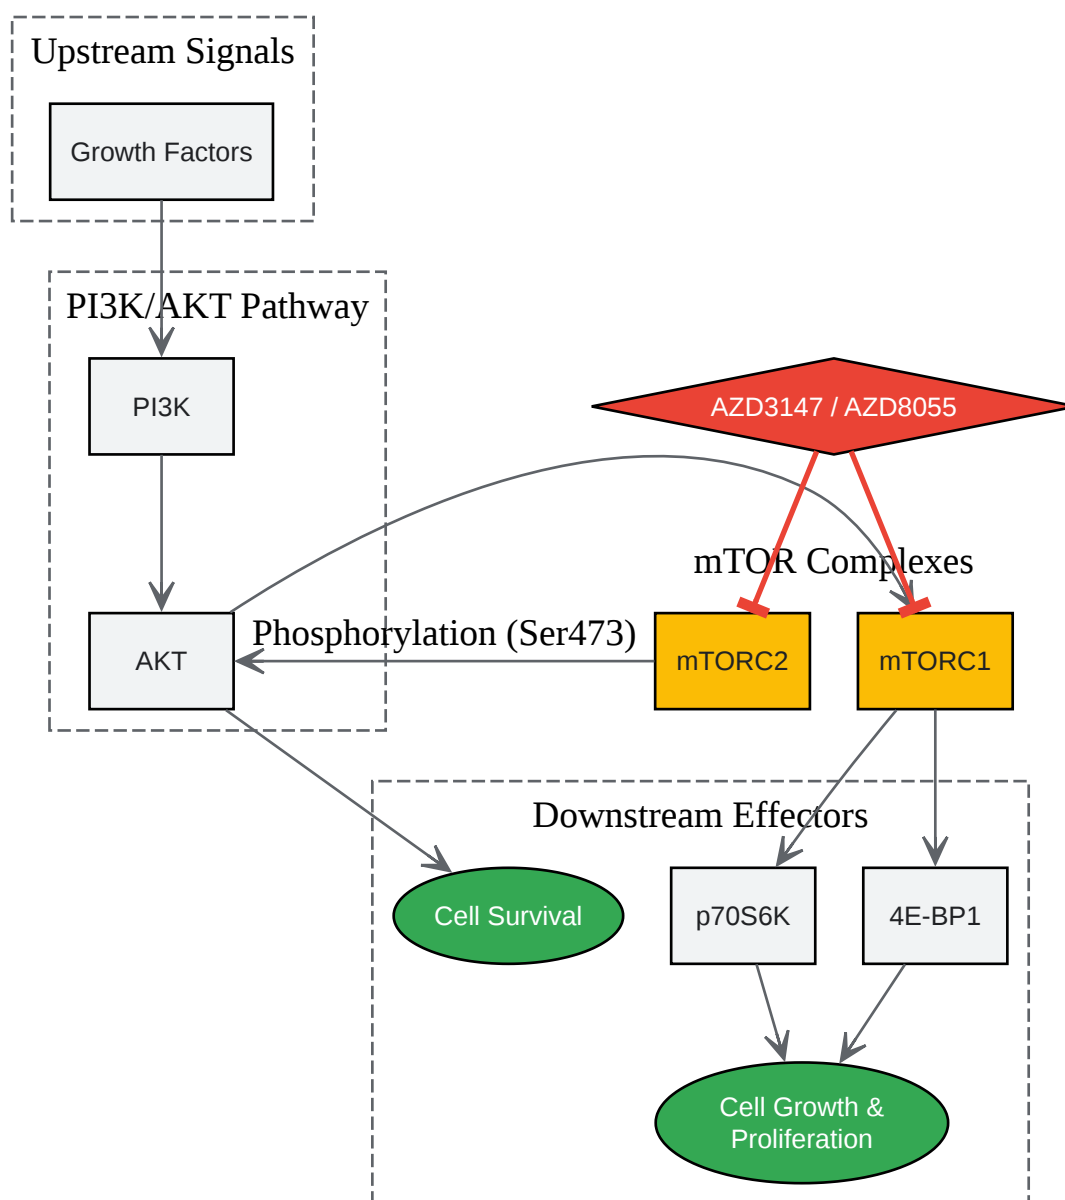 Upstream Signals
Growth Factors
PI3K/AKT Pathway
PI3K
AZD3147 / AZD8055
mTOR Complexes
Phosphorylation (Ser473)
AKT
mTORC2
mTORC1
Downstream Effectors
Cell Survival
p70S6K
4E-BP1
Cell Growth &
Proliferation